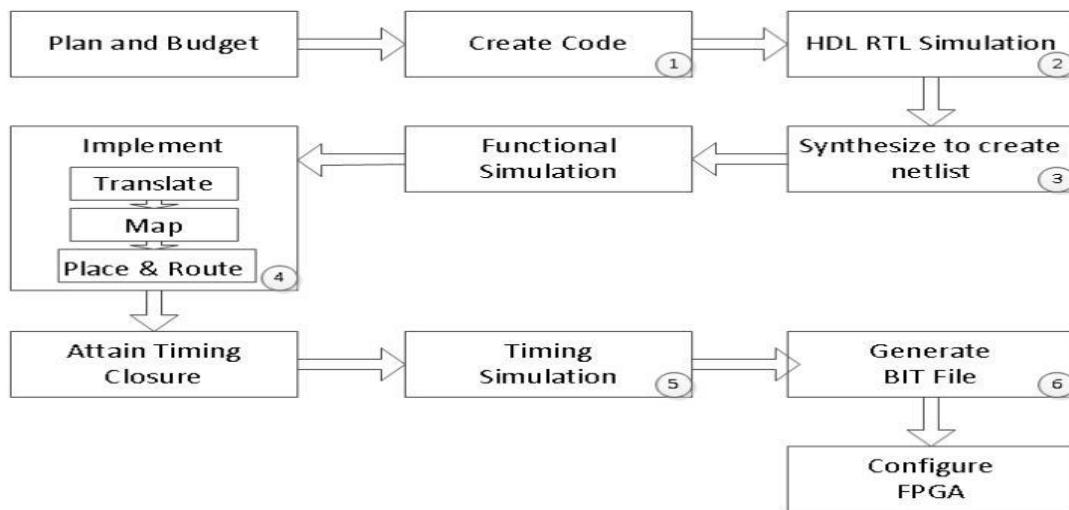 Plan and Budget
Create Code
1
HDL RTL Simulation
2
Synthesize to create
netlist
3
Functional
Simulation
Implement
Translate
Map
Place & Route
4
Attain Timing
Closure
Timing
Simulation
5
Generate
BIT File
6
Configure
FPGA